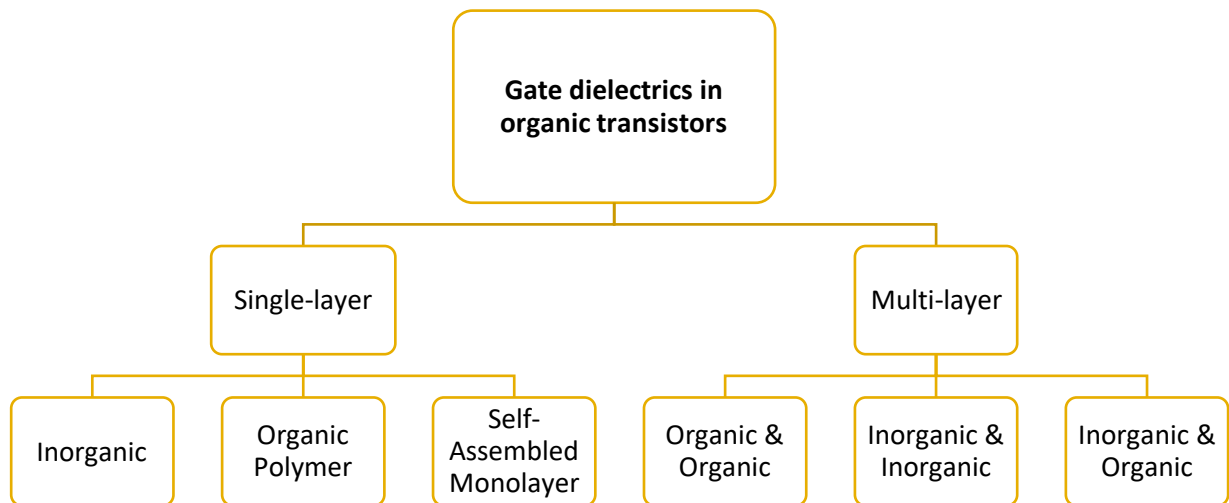 Gate dielectrics in
organic transistors
Single-layer
Multi-layer
Inorganic
Organic
Polymer
Self-
Assembled
Monolayer
Organic &
Organic
Inorganic &
Inorganic
Inorganic &
Organic